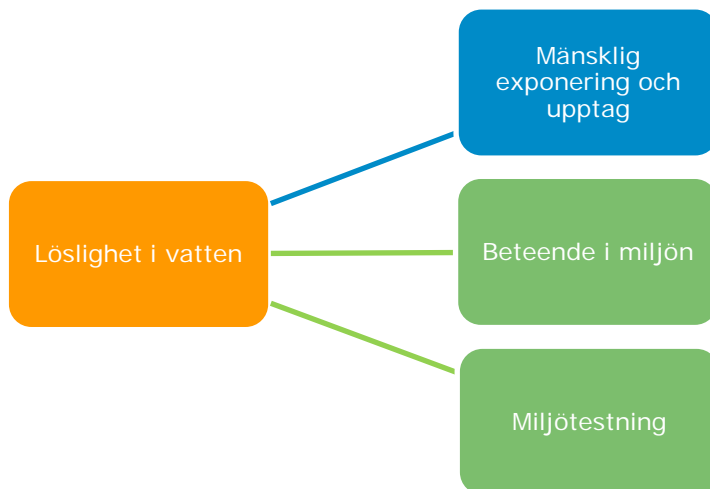 Mänsklig
exponering och
upptag
Löslighet i vatten
Beteende i miljön
Miljötestning